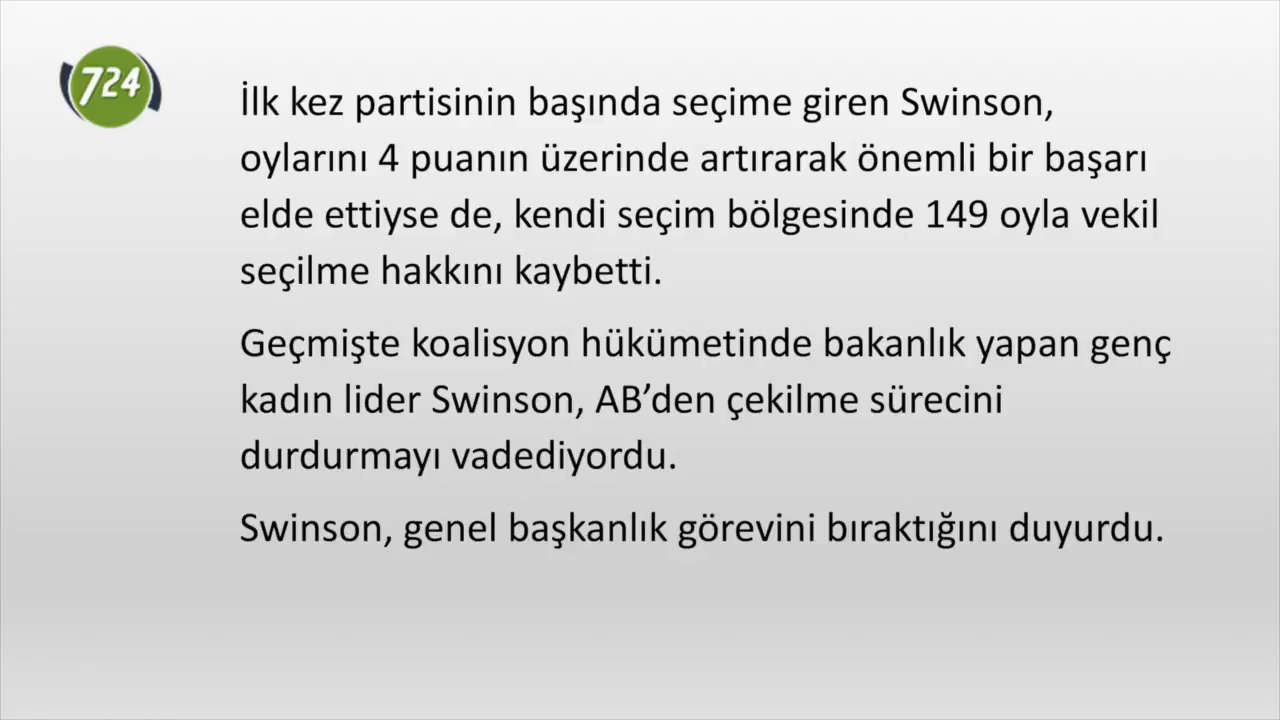 724
İlk kez partisinin başında seçime giren Swinson,
oylarını 4 puanın üzerinde artırarak önemli bir başarı
elde ettiyse de, kendi seçim bölgesinde 149 oyla vekil
seçilme hakkını kaybetti.
Geçmişte koalisyon hükümetinde bakanlık yapan genç
kadın lider Swinson, AB’den çekilme sürecini
durdurmayı vadediyordu.
Swinson, genel başkanlık görevini bıraktığını duyurdu.